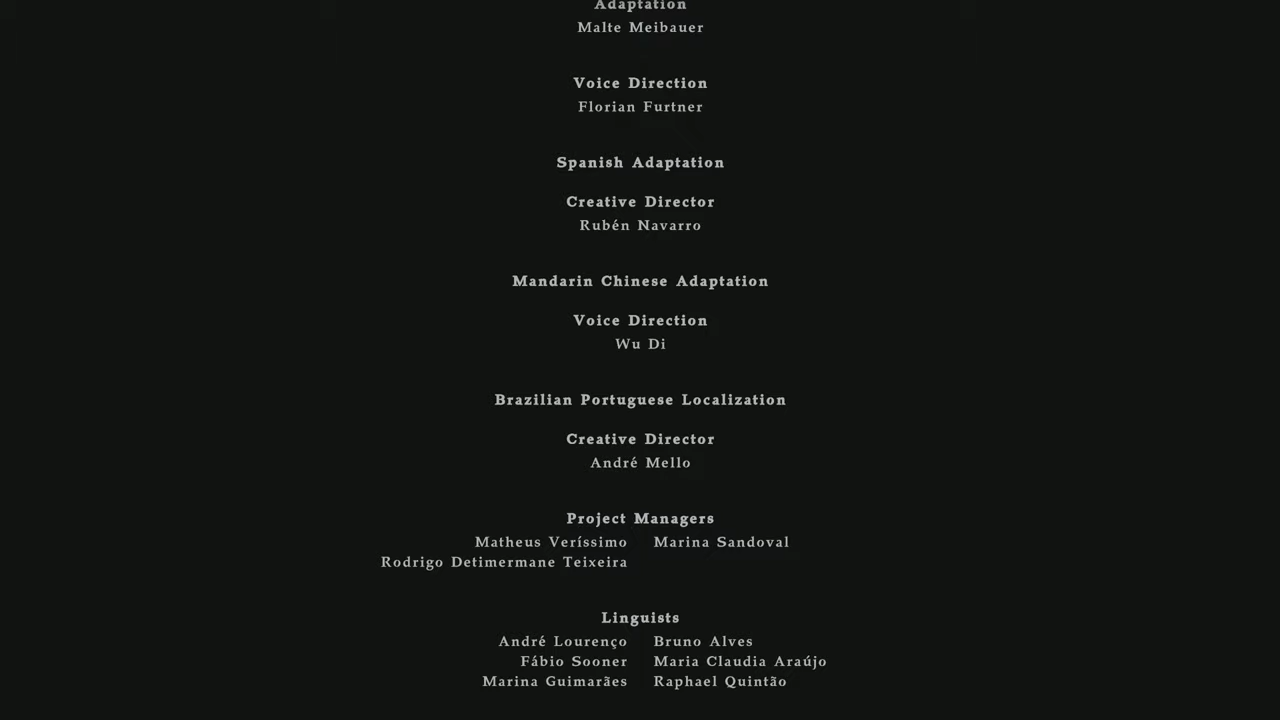 Adaptation
Malte Meibauer
Voice Direction
Florian Furtner
Spanish Adaptation
Creative Director
Rubén Navarro
Mandarin Chinese Adaptation
Voice Direction
Wu Di
Brazilian Portuguese Localization
Creative Director
André Mello
Project Managers
Matheus Veríssimo Marina Sandoval
Rodrigo Detimermane Teixeira
Linguists
André Lourenço Bruno Alves
Fábio Sooner Maria Claudia Araújo
Marina Guimarães Raphael Quintão